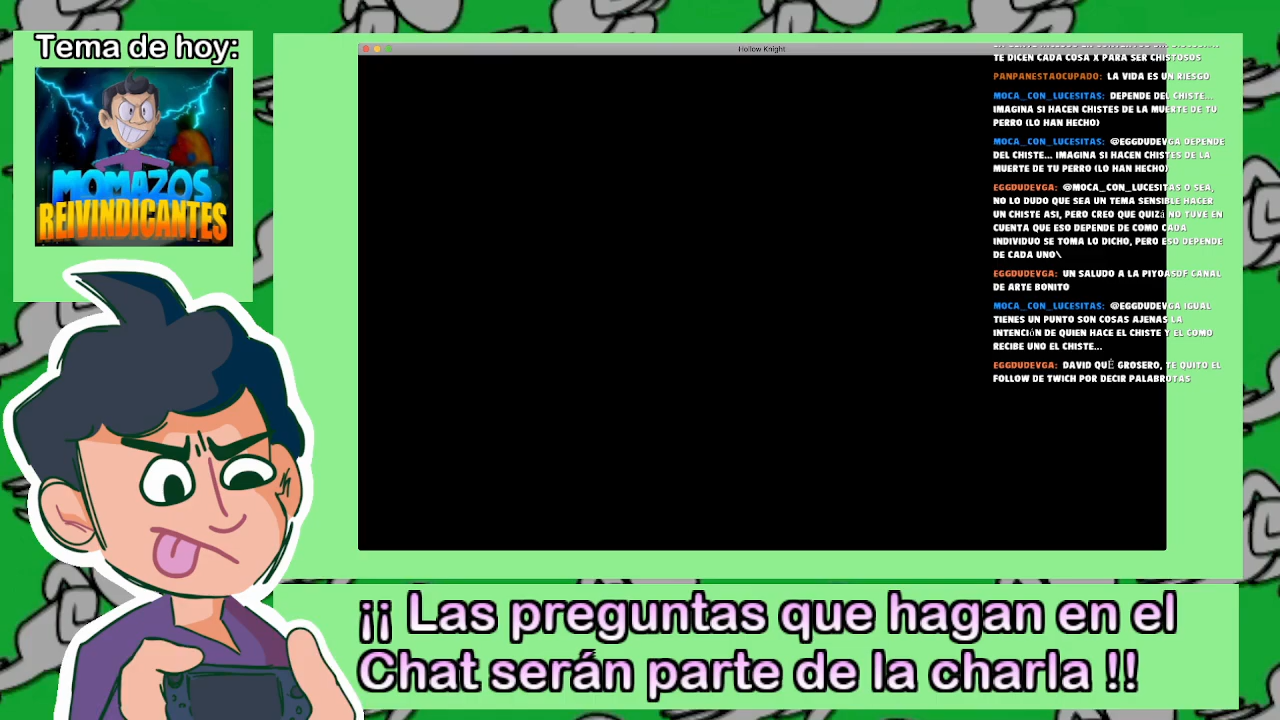 Tema de hoy:
MOMAZOS
REIVINDICANTES
Hollow Knight
TE DICEN CADA COSA X PARA SER CHISTOSOS
PANPANESTAOCUPADO: LA VIDA ES UN RIESGO
MOCA_CON_LUCESITAS: DEPENDE DEL CHISTE...
IMAGINA SI HACEN CHISTES DE LA MUERTE DE TU
PERRO (LO HAN HECHO)
MOCA_CON_LUCESITAS: @EGGDUDEVGA DEPENDE
DEL CHISTE... IMAGINA SI HACEN CHISTES DE LA
MUERTE DE TU PERRO (LO HAN HECHO)
EGGDUDEVGA: @MOCA_CON_LUCESITAS O SEA,
NO LO DUDO QUE SEA UN TEMA SENSIBLE HACER
UN CHISTE ASI, PERO CREO QUE QUIZá NO TUVE EN
CUENTA QUE ESO DEPENDE DE COMO CADA
INDIVIDUO SE TOMA LO DICHO, PERO ESO DEPENDE
DE CADA UNO\
EGGDUDEVGA: UN SALUDO A LA PIYOASDF CANAL
DE ARTE BONITO
MOCA_CON_LUCESITAS: @EGGDUDEVGA IGUAL
TIENES UN PUNTO SON COSAS AJENAS LA
INTENCIóN DE QUIEN HACE EL CHISTE Y EL COMO
RECIBE UNO EL CHISTE...
EGGDUDEVGA: DAVID QUÉ GROSERO, TE QUITO EL
FOLLOW DE TWICH POR DECIR PALABROTAS
¡¡ Las preguntas que hagan en el
Chat serán parte de la charla !!